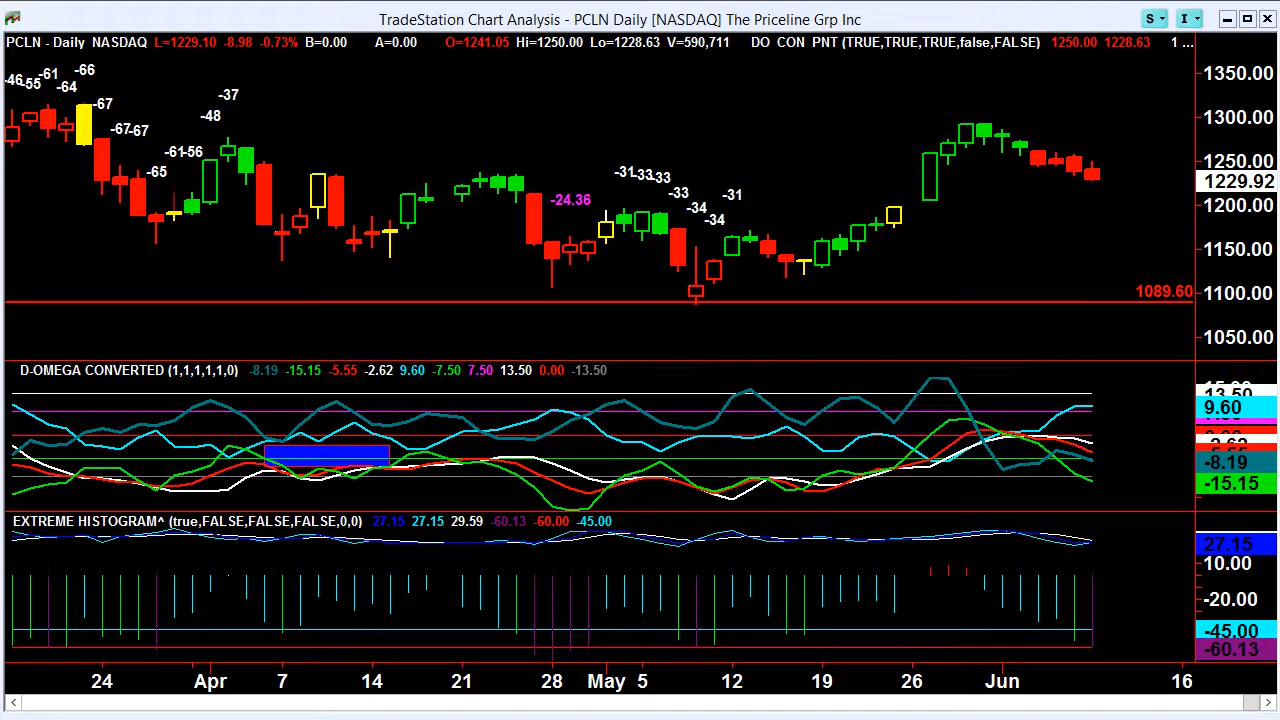 TradeStation Chart Analysis - PCLN Daily [NASDAQ] The Priceline Grp Inc
S
I
PCLN - Daily NASDAQ L=1229.10 -8.98 -0.73% B=0.00 A=0.00 O=1241.05 Hi=1250.00 Lo=1228.63 V=590,711 DO CON PNT (TRUE,TRUE,TRUE,false,FALSE) 1250.00 1228.63 1 ...
-46 -55 -61 -64 -66 -67 -67 -67 -65 -61 -56 -48 -37
-24.36
-31 -33 -33 -33 -34 -34 -31
1350.00
1300.00
1250.00
1229.92
1200.00
1150.00
1089.60
1100.00
1050.00
D-OMEGA CONVERTED (1,1,1,1,1,0) -8.19 -15.15 -5.55 -2.62 9.60 -7.50 7.50 13.50 0.00 -13.50
13.50
9.60
-2.62
-8.19
-15.15
EXTREME HISTOGRAM^ (true,FALSE,FALSE,FALSE,0,0) 27.15 27.15 29.59 -60.13 -60.00 -45.00
27.15
10.00
-20.00
-45.00
-60.13
24 Apr 7 14 21 28 May 5 12 19 26 Jun 16